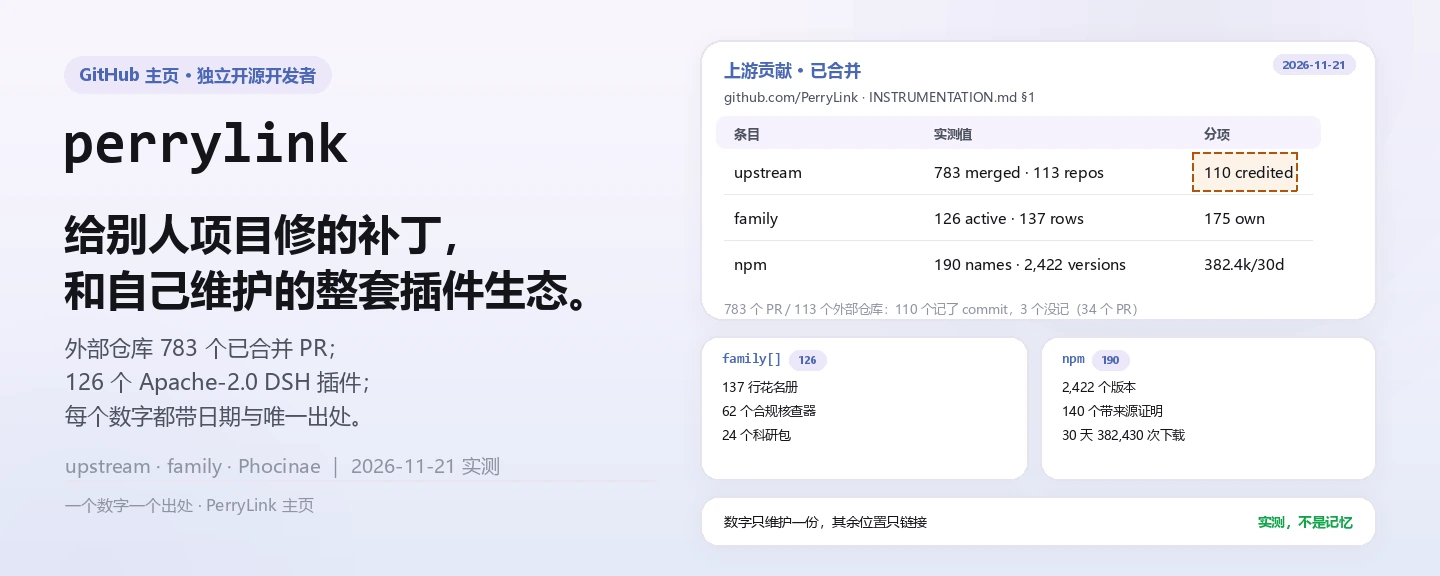 GitHub 主页 · 独立开源开发者
perrylink
给别人项目修的补丁，
和自己维护的整套插件生态。
外部仓库 783 个已合并 PR；
126 个 Apache-2.0 DSH 插件；
每个数字都带日期与唯一出处。
upstream · family · Phocinae | 2026-11-21 实测
一个数字一个出处 · PerryLink 主页
上游贡献 · 已合并
2026-11-21
github.com/PerryLink · INSTRUMENTATION.md §1
条目 实测值 分项
upstream 783 merged · 113 repos 110 credited
family 126 active · 137 rows 175 own
npm 190 names · 2,422 versions 382.4k/30d
783 个 PR / 113 个外部仓库：110 个记了 commit，3 个没记（34 个 PR）
family[] 126
137 行花名册
62 个合规核查器
24 个科研包
npm 190
2,422 个版本
140 个带来源证明
30 天 382,430 次下载
数字只维护一份，其余位置只链接
实测，不是记忆